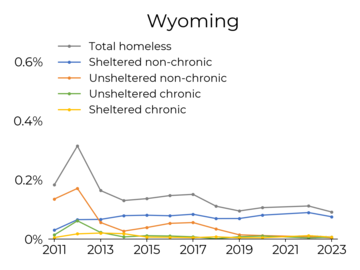 Wyoming
Total homeless
Sheltered non-chronic
Unsheltered non-chronic
Unsheltered chronic
Sheltered chronic
0.6%
0.4%
0.2%
0%
2011 2013 2015 2017 2019 2021 2023